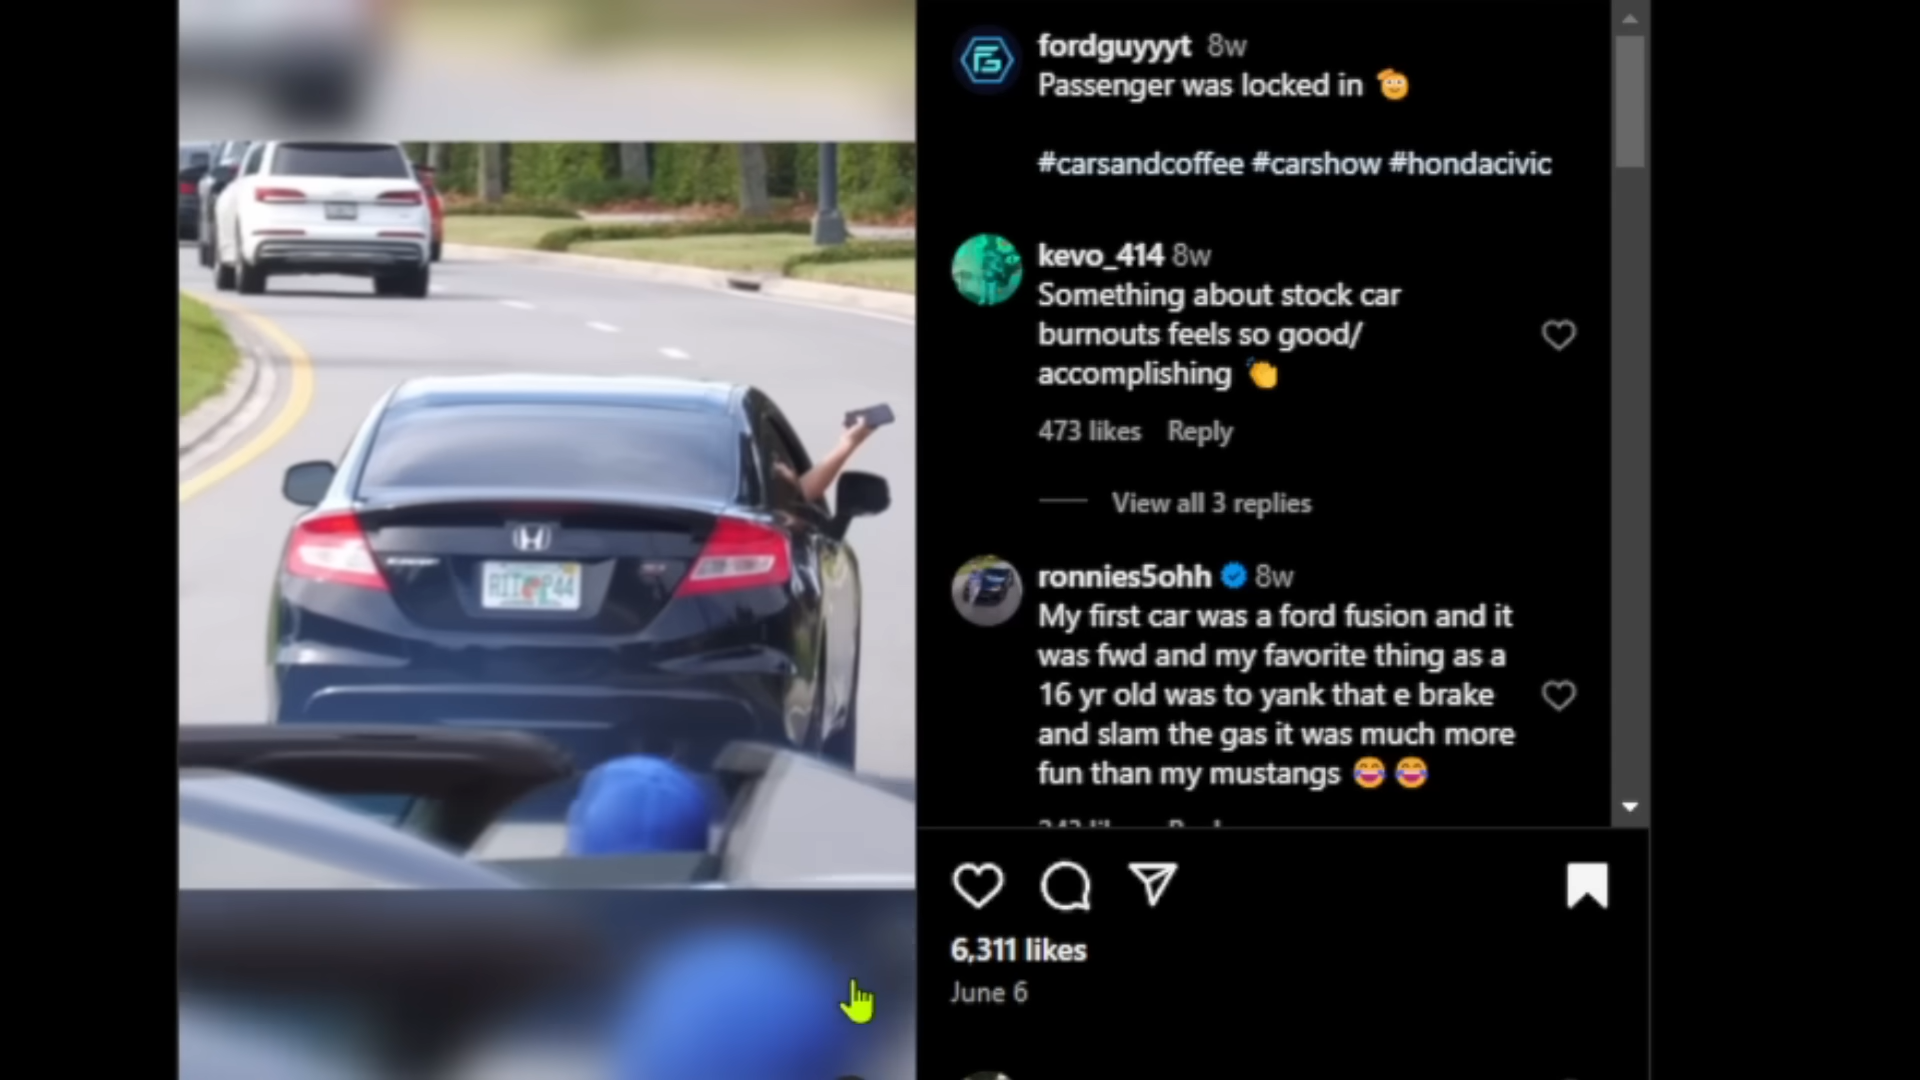 fordguyyyt 8w
Passenger was locked in
#carsandcoffee #carshow #hondacivic
kevo_414 8w
Something about stock car
burnouts feels so good/
accomplishing
473 likes Reply
View all 3 replies
ronnies5ohh 8w
My first car was a ford fusion and it
was fwd and my favorite thing as a
16 yr old was to yank that e brake
and slam the gas it was much more
fun than my mustangs
6,311 likes
June 6